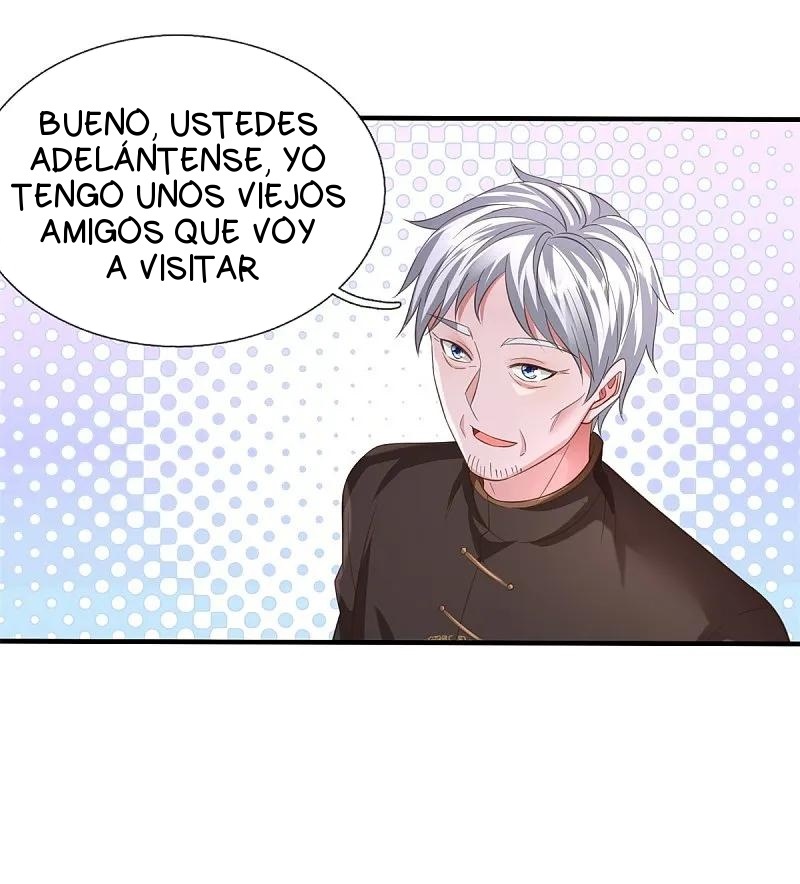 BUENO, USTEDES
ADELÁNTENSE, YO
TENGO UNOS VIEJOS
AMIGOS QUE VOY
A VISITAR